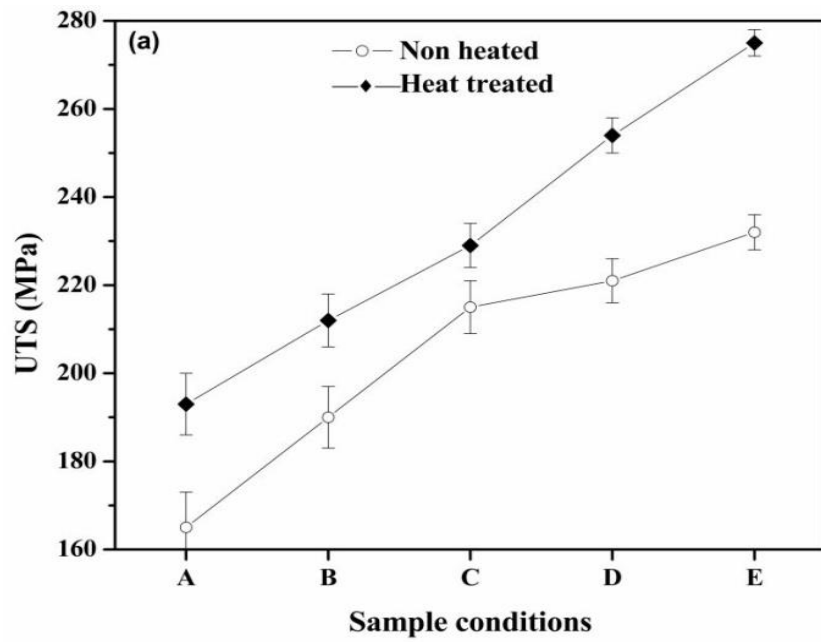 (a)
Non heated
Heat treated
280
260
240
220
200
180
160
UTS (MPa)
A B C D E
Sample conditions